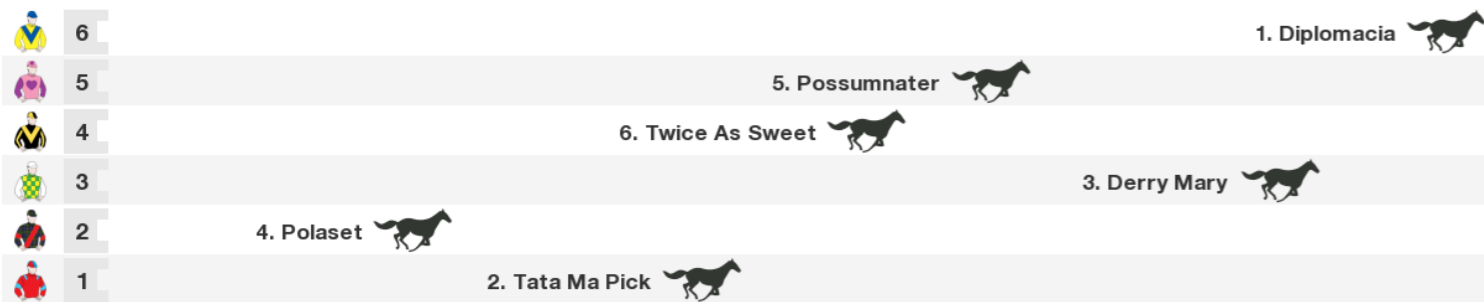 6 1. Diplomacia
5 5. Possumnater
4 6. Twice As Sweet
3 3. Derry Mary
2 4. Polaset
1 2. Tata Ma Pick